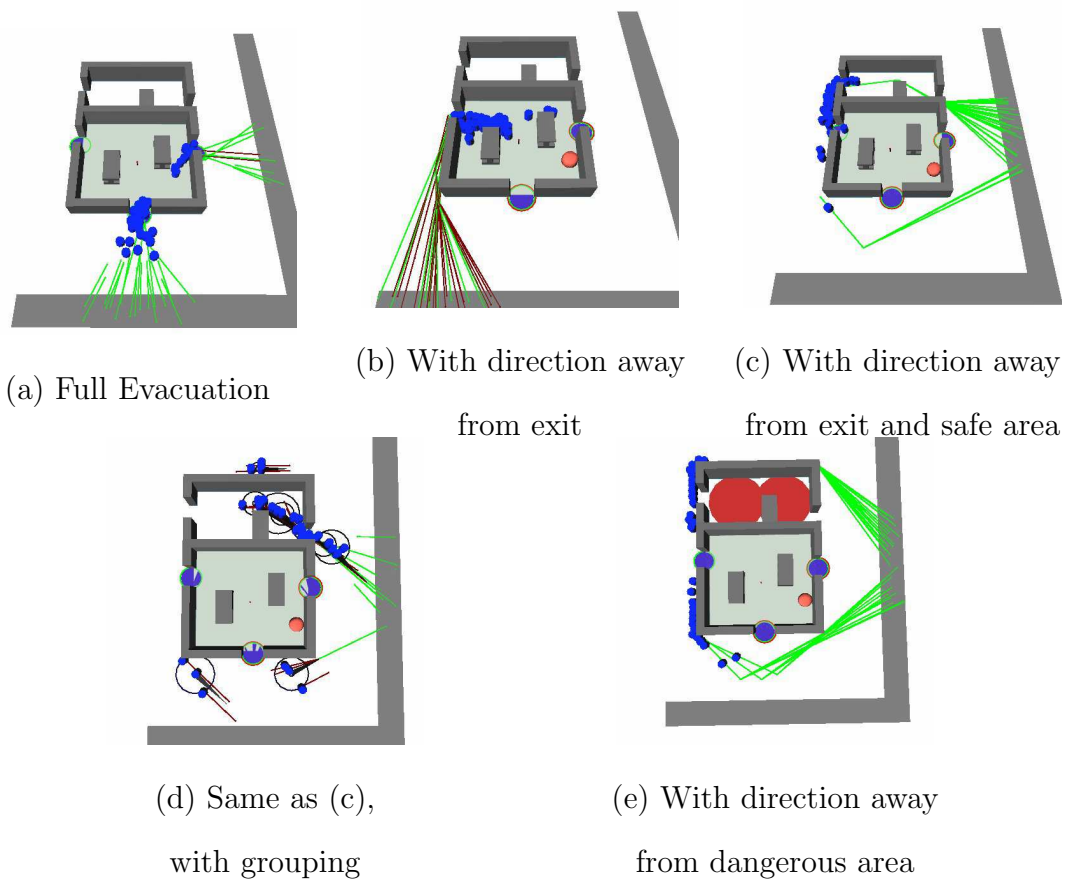 (a) Full Evacuation
(b) With direction away
from exit
(c) With direction away
from exit and safe area
(d) Same as (c),
with grouping
(e) With direction away
from dangerous area